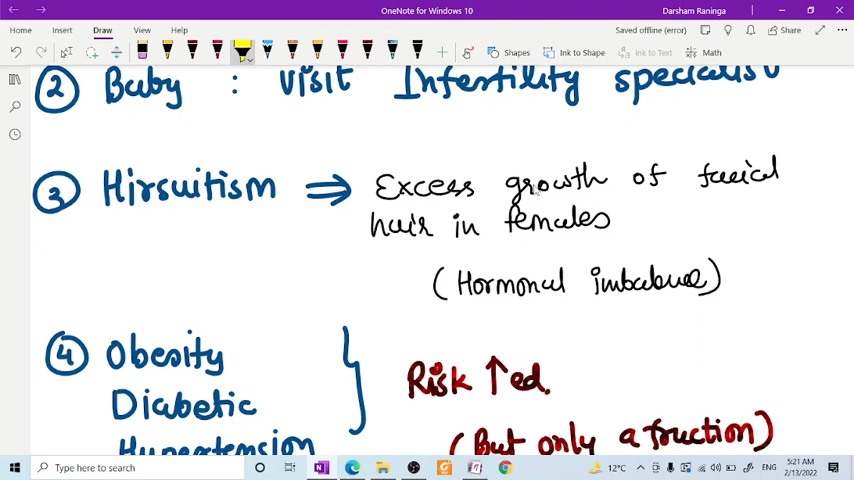 OneNote for Windows 10
Darsham Raninga
Home Insert Draw View Help
Saved offline (error) Share
Shapes Ink to Shape Ink to Text Math
2 Baby : Visit Infertility specialist
3 Hirsuitism ⇒ Excess growth of facial
hair in females
(Hormonal imbalance)
4 Obesity
Diabetic
Hypertension
Risk ↑ed.
(But only a fraction)
Type here to search
12°C ENG 5:21 AM
2/13/2022